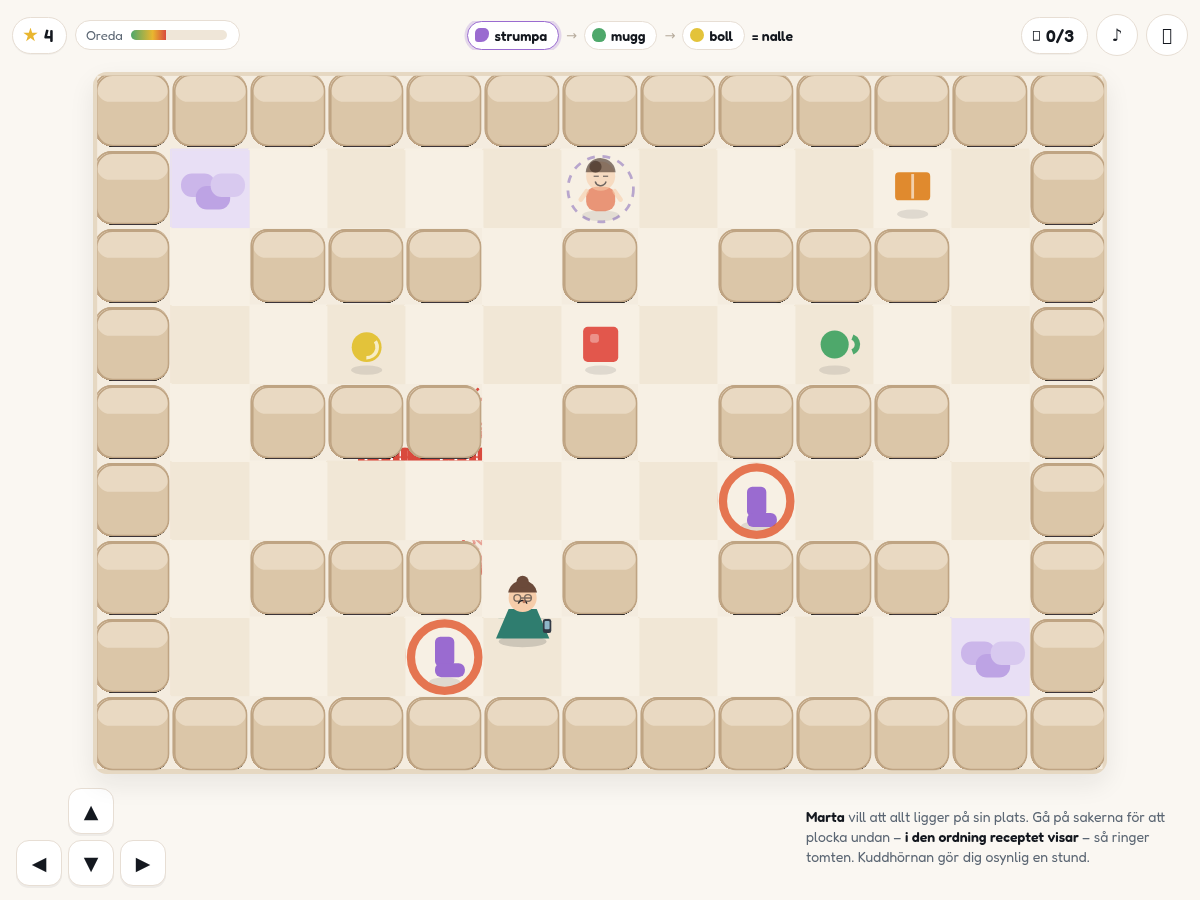 ★ 4
Oreda
strumpa → mugg → boll = nalle
0/3
♪
▲
◀ ▼ ▶
Marta vill att allt ligger på sin plats. Gå på sakerna för att
plocka undan – i den ordning receptet visar – så ringer
tomten. Kuddhörnan gör dig osynlig en stund.